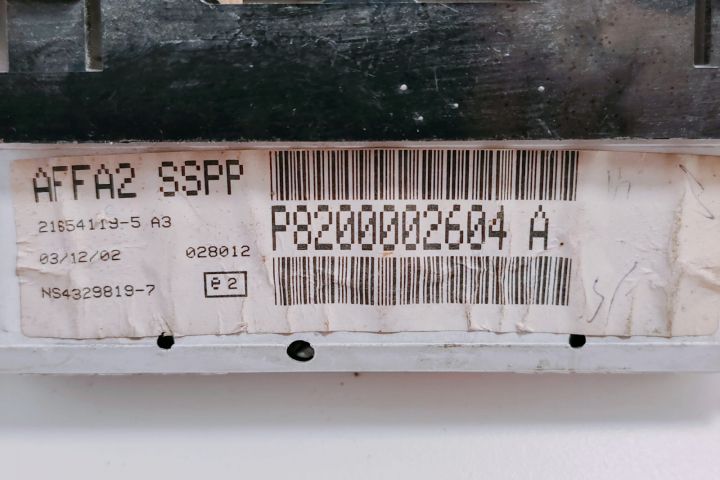 AFFA2 SSPP
21654119-5 A3
03/12/02 028012
NS4329819-7
e2
P8200002604 A